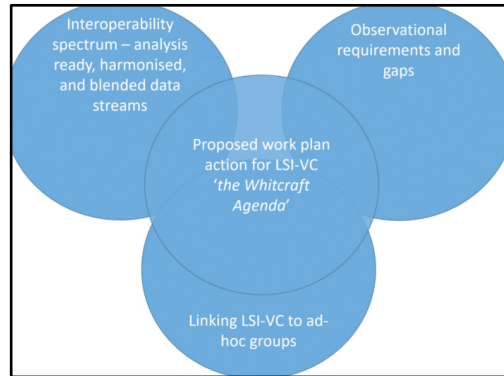 Interoperability
spectrum – analysis
ready, harmonised,
and blended data
streams
Observational
requirements and
gaps
Proposed work plan
action for LSI-VC
‘the Whitcraft
Agenda’
Linking LSI-VC to ad-
hoc groups